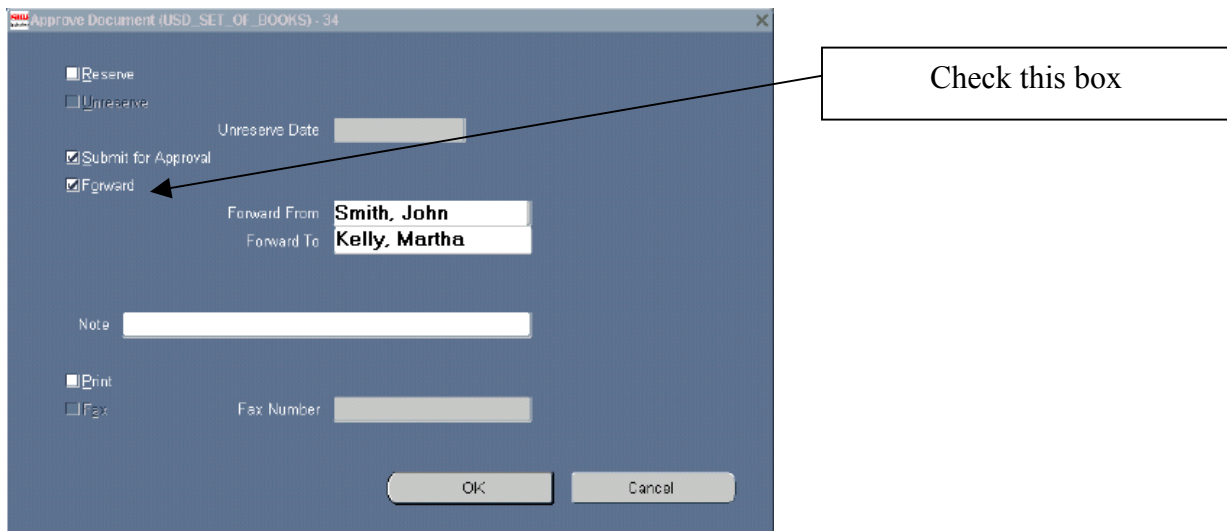 Approve Document (USD_SET_OF_BOOKS) - 34
Reserve
Check this box
Unreserve
Unreserve Date
Submit for Approval
Forward
Forward From Smith, John
Forward To Kelly, Martha
Note
Print
Fax Fax Number
OK Cancel